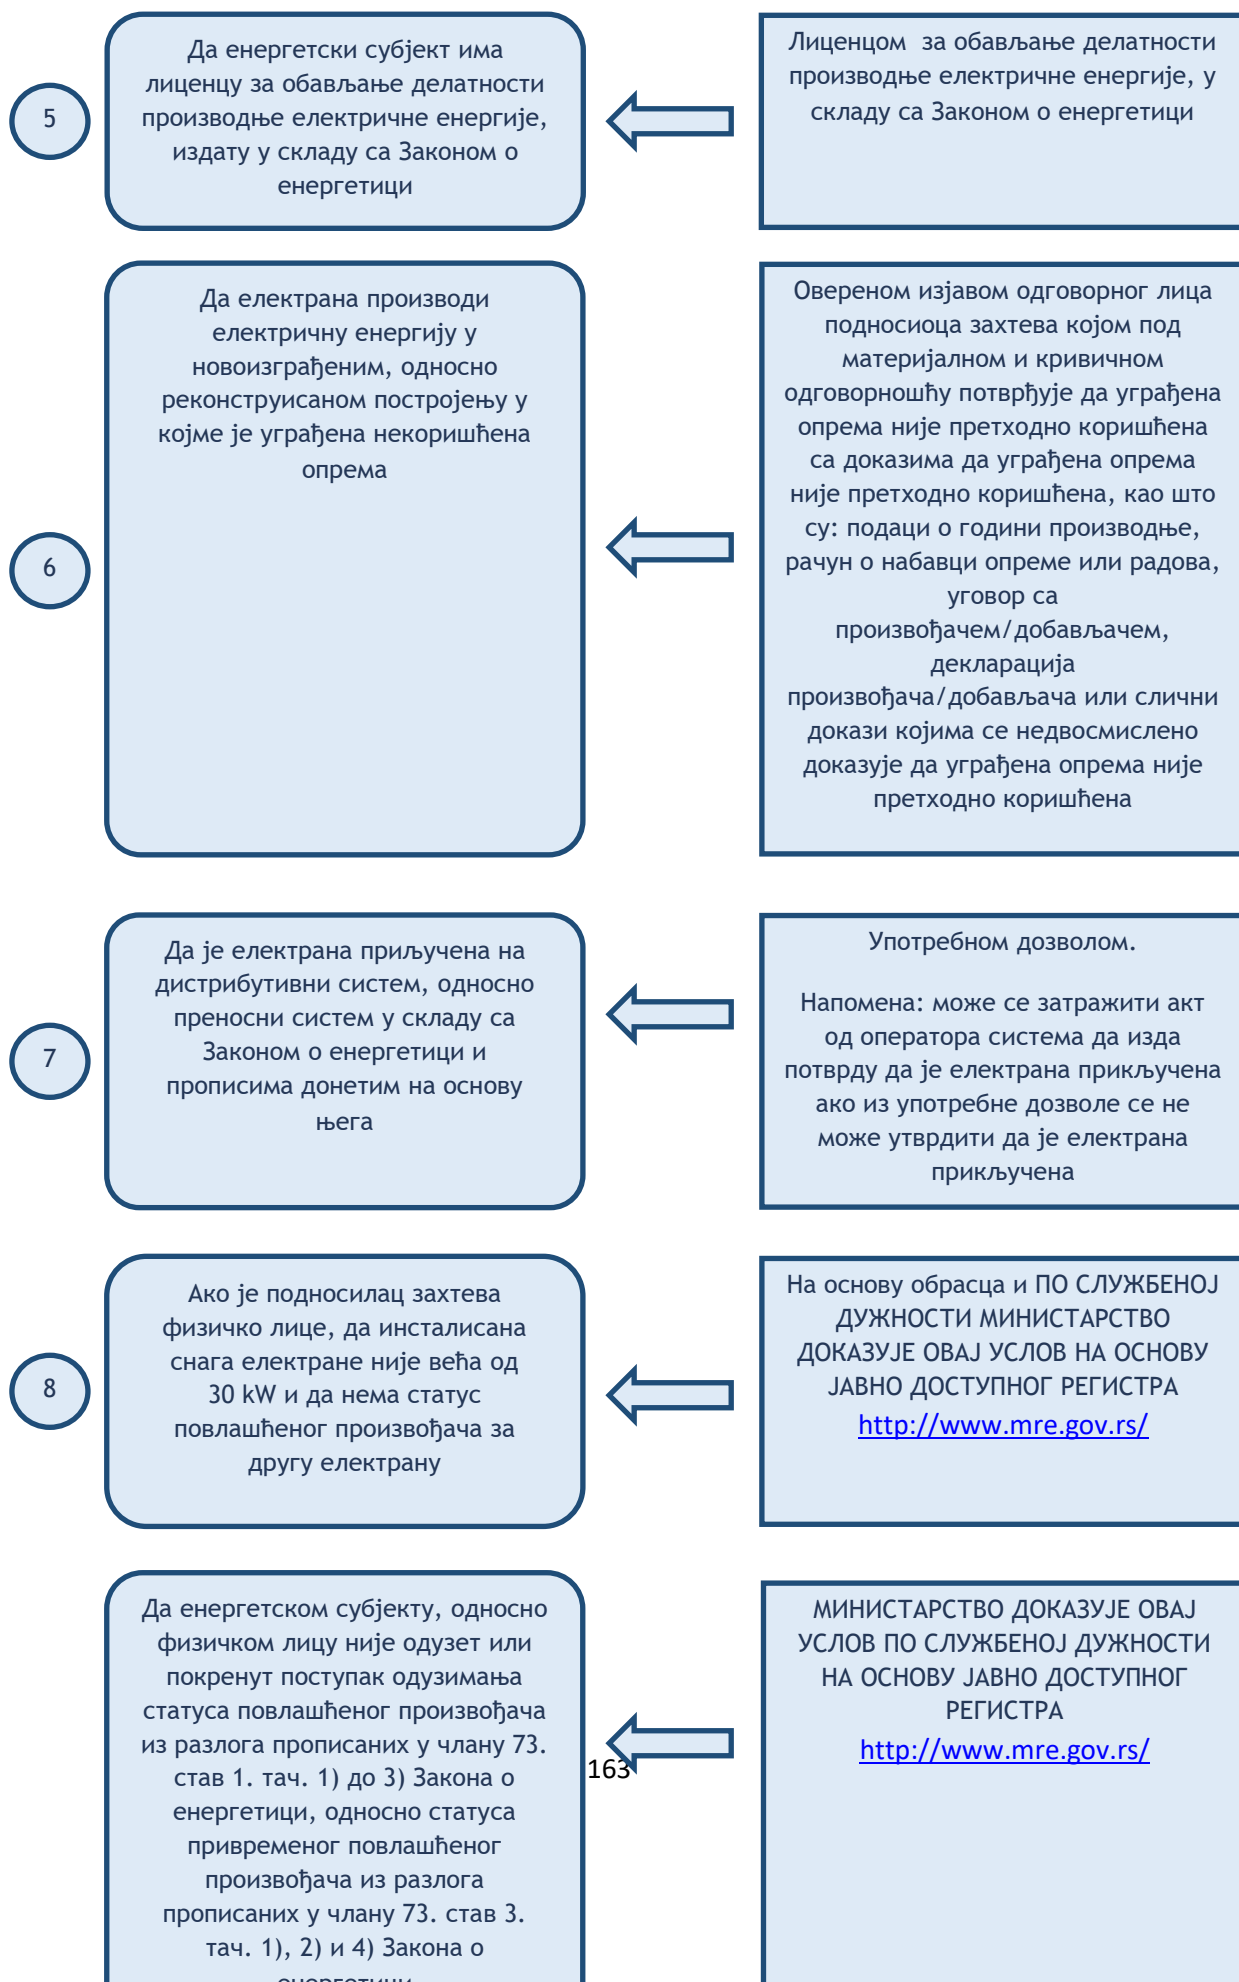 5
Да енергетски субјект има
лиценцу за обављање делатности
производње електричне енергије,
издату у складу са Законом о
енергетици
Лиценцом за обављање делатности
производње електричне енергије, у
складу са Законом о енергетици
6
Да електрана производи
електричну енергију у
новоизграђеним, односно
реконструисаном постројењу у
којме је уграђена некоришћена
опрема
Овереном изјавом одговорног лица
подносиоца захтева којом под
материјалном и кривичном
одговорношћу потврђује да уграђена
опрема није претходно коришћена
са доказима да уграђена опрема
није претходно коришћена, као што
су: подаци о години производње,
рачун о набавци опреме или радова,
уговор са
произвођачем/добављачем,
декларација
произвођача/добављача или слични
докази којима се недвосмислено
доказује да уграђена опрема није
претходно коришћена
7
Да је електрана приључена на
дистрибутивни систем, односно
преносни систем у складу са
Законом о енергетици и
прописима донетим на основу
њега
Употребном дозволом.
Напомена: може се затражити акт
од оператора система да изда
потврду да је електрана прикључена
ако из употребне дозволе се не
може утврдити да је електрана
прикључена
8
Ако је подносилац захтева
физичко лице, да инсталисана
снага електране није већа од
30 kW и да нема статус
повлашћеног произвођача за
другу електрану
На основу обрасца и ПО СЛУЖБЕНОЈ
ДУЖНОСТИ МИНИСТАРСТВО
ДОКАЗУЈЕ ОВАЈ УСЛОВ НА ОСНОВУ
ЈАВНО ДОСТУПНОГ РЕГИСТРА
http://www.mre.gov.rs/
Да енергетском субјекту, односно
физичком лицу није одузет или
покренут поступак одузимања
статуса повлашћеног произвођача
из разлога прописаних у члану 73.
став 1. тач. 1) до 3) Закона о
енергетици, односно статуса
привременог повлашћеног
произвођача из разлога
прописаних у члану 73. став 3.
тач. 1), 2) и 4) Закона о
енергетици
МИНИСТАРСТВО ДОКАЗУЈЕ ОВАЈ
УСЛОВ ПО СЛУЖБЕНОЈ ДУЖНОСТИ
НА ОСНОВУ ЈАВНО ДОСТУПНОГ
РЕГИСТРА
http://www.mre.gov.rs/
163